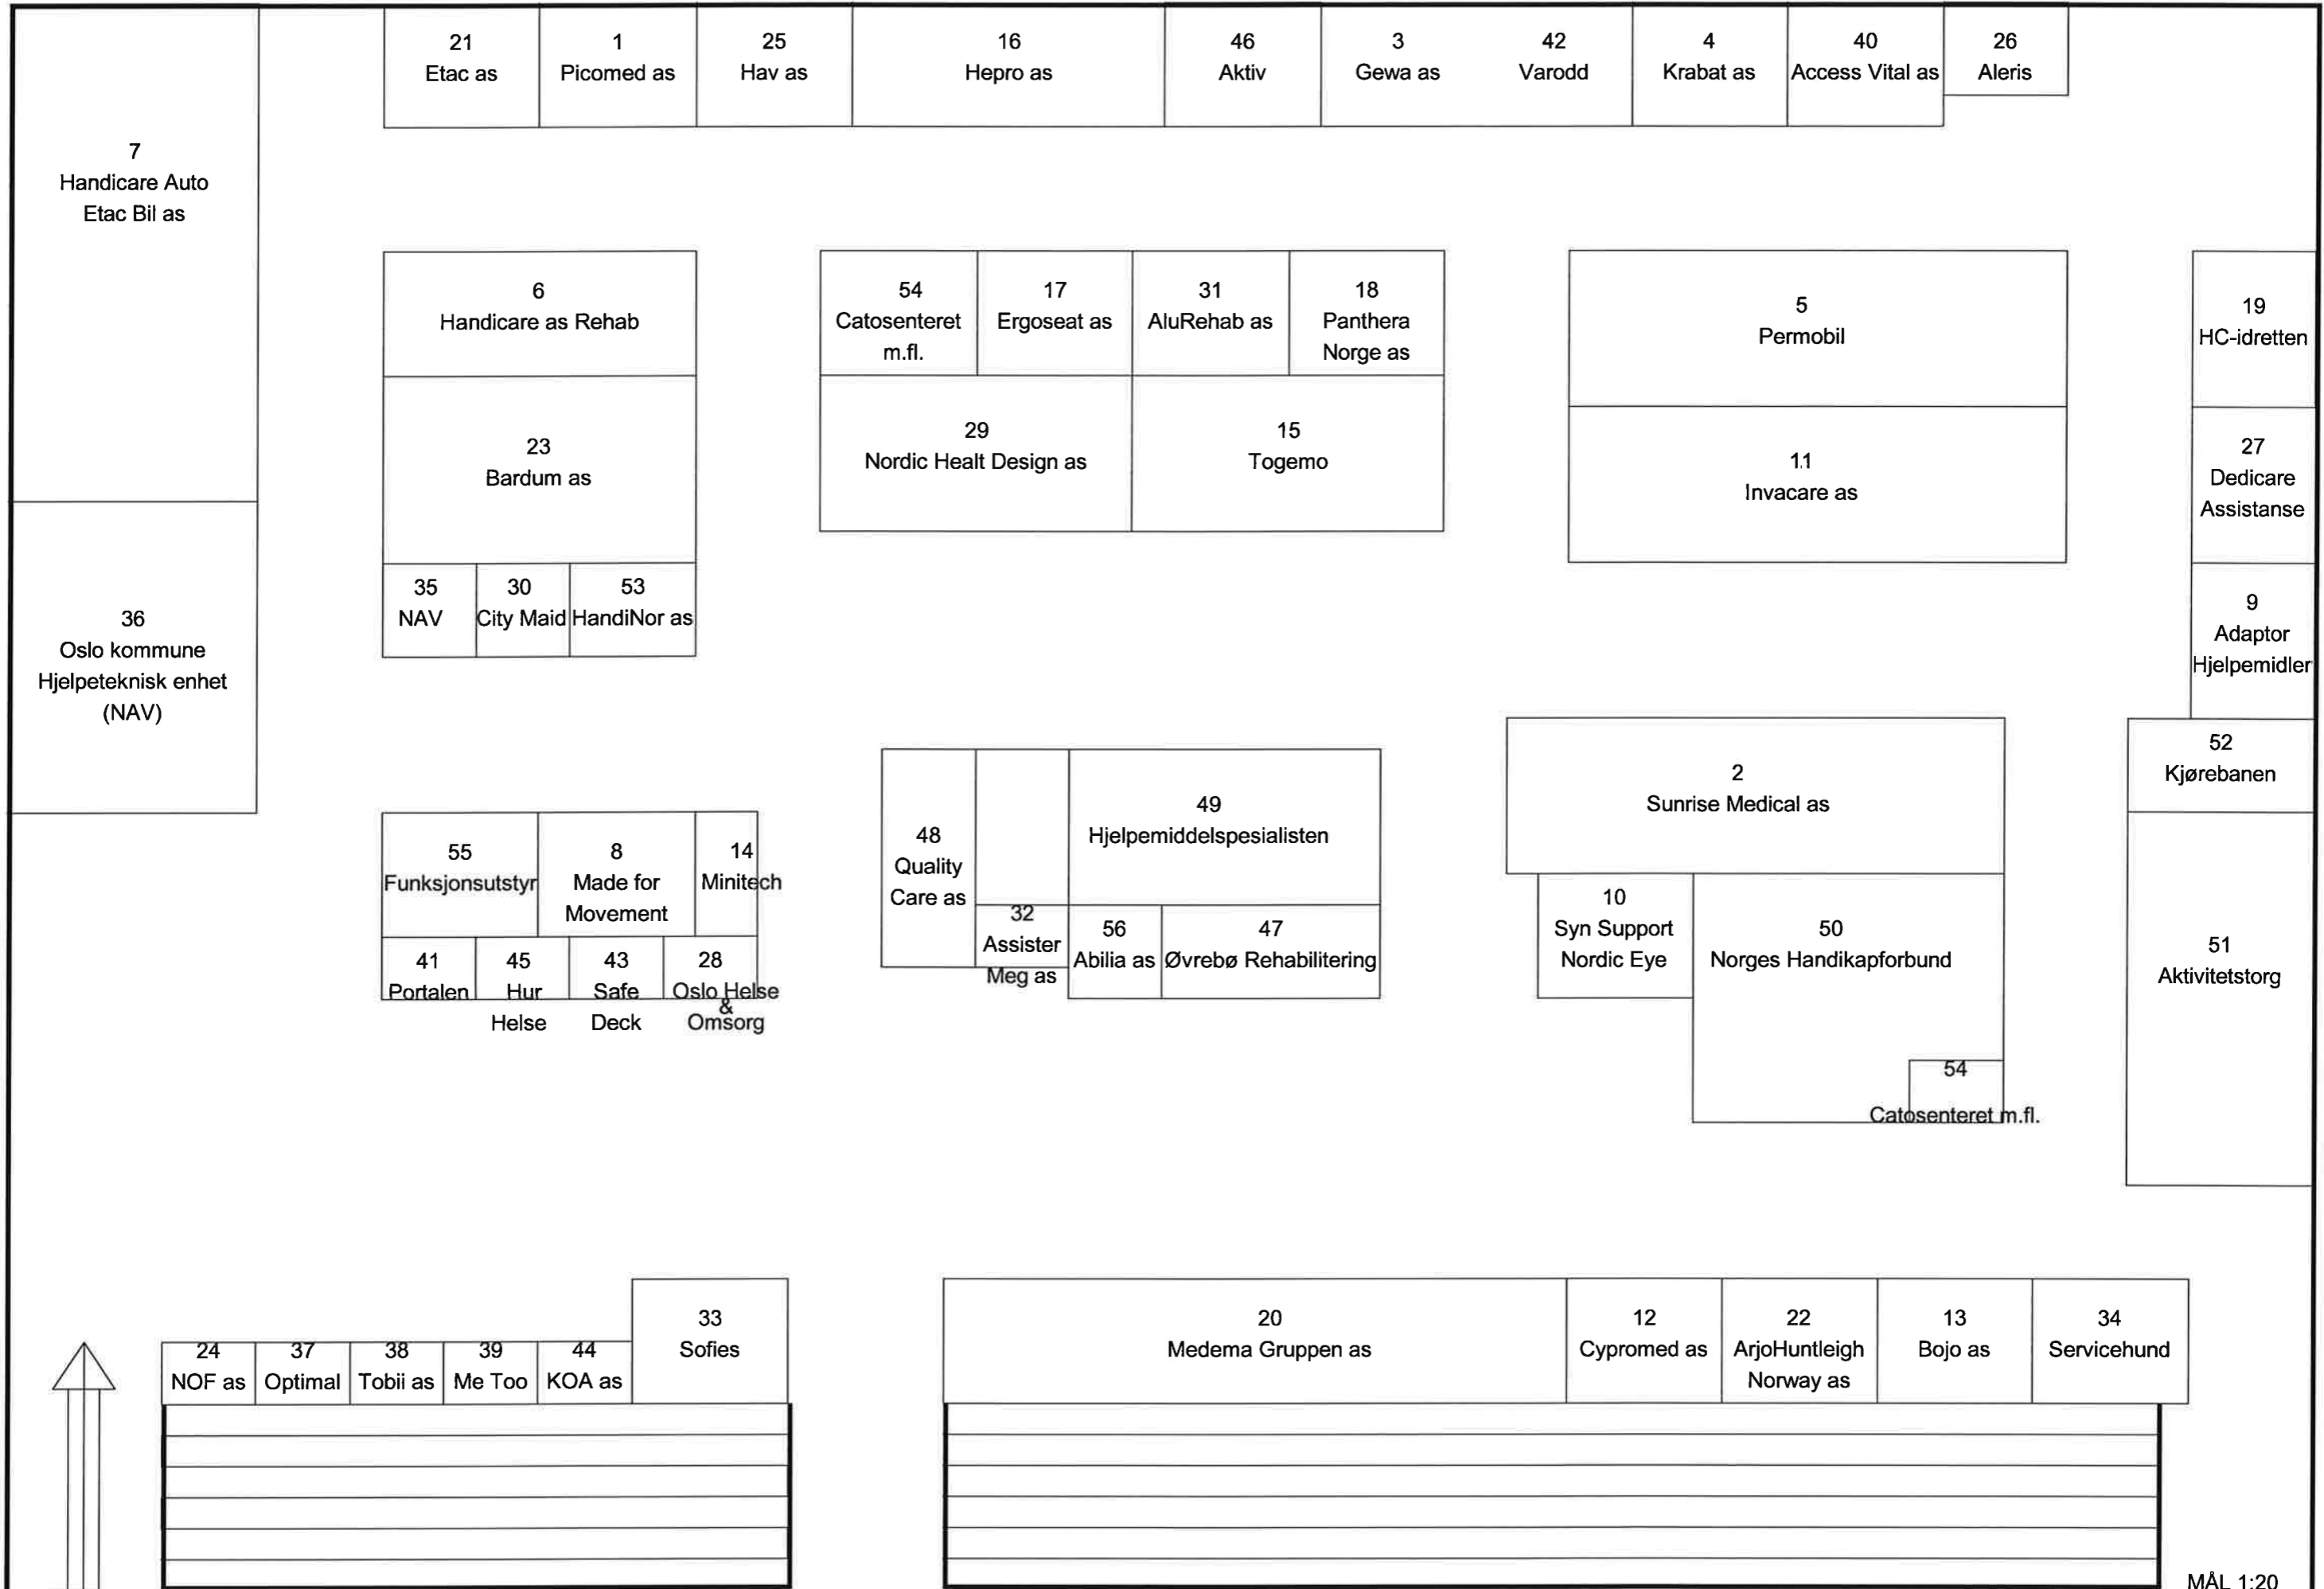 21
Etac as
1
Picomed as
25
Hav as
16
Hepro as
46
Aktiv
3
Gewa as
42
Varodd
4
Krabat as
40
Access Vital as
26
Aleris
7
Handicare Auto
Etac Bil as
6
Handicare as Rehab
54
Catosenteret
m.fl.
17
Ergoseat as
31
AluRehab as
18
Panthera
Norge as
5
Permobil
19
HC-idretten
23
Bardum as
29
Nordic Healt Design as
15
Togemo
11
Invacare as
27
Dedicare
Assistanse
35
NAV
30
City Maid
53
HandiNor as
9
Adaptor
Hjelpemidler
36
Oslo kommune
Hjelpeteknisk enhet
(NAV)
52
Kjørebanen
55
Funksjonsutstyr
8
Made for
Movement
14
Minitech
41
Portalen
45
Hur
Helse
43
Safe
Deck
28
Oslo Helse
&
Omsorg
48
Quality
Care as
49
Hjelpemiddelspesialisten
32
Assister
Meg as
56
Abilia as
47
Øvrebø Rehabilitering
2
Sunrise Medical as
10
Syn Support
Nordic Eye
50
Norges Handikapforbund
54
Catosenteret m.fl.
51
Aktivitetstorg
24
NOF as
37
Optimal
38
Tobii as
39
Me Too
44
KOA as
33
Sofies
20
Medema Gruppen as
12
Cypromed as
22
ArjoHuntleigh
Norway as
13
Bojo as
34
Servicehund
MÅL 1:20